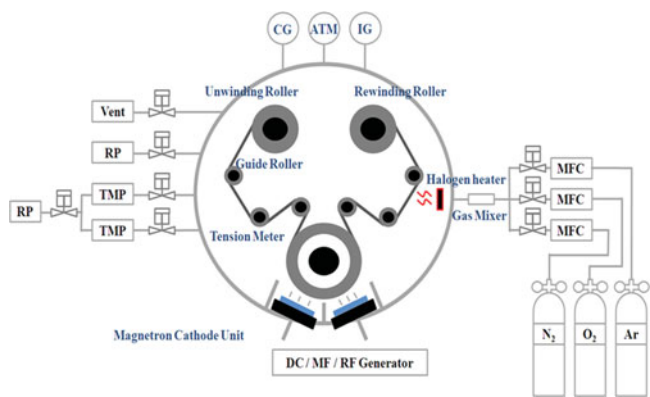 CG ATM IG
Unwinding Roller Rewinding Roller
Vent
RP
Guide Roller
Halogen heater
MFC
TMP
RP
MFC
Gas Mixer
TMP
MFC
Tension Meter
Magnetron Cathode Unit
DC / MF / RF Generator
N2 O2 Ar